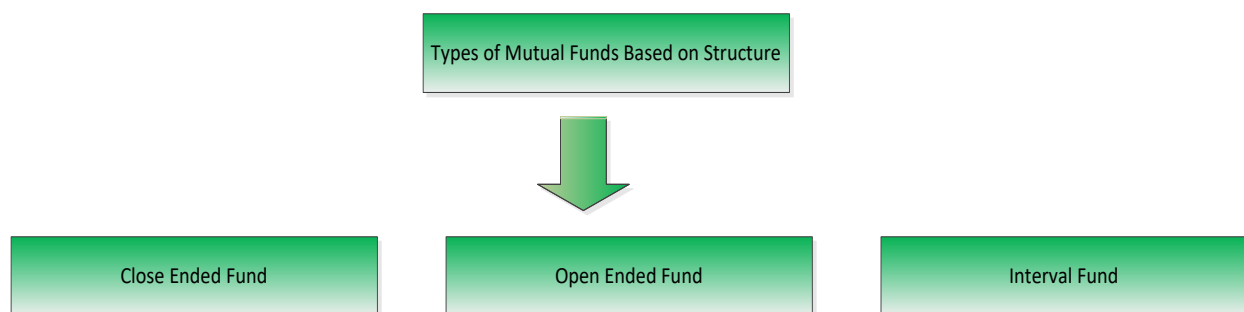 Types of Mutual Funds Based on Structure
Close Ended Fund
Open Ended Fund
Interval Fund